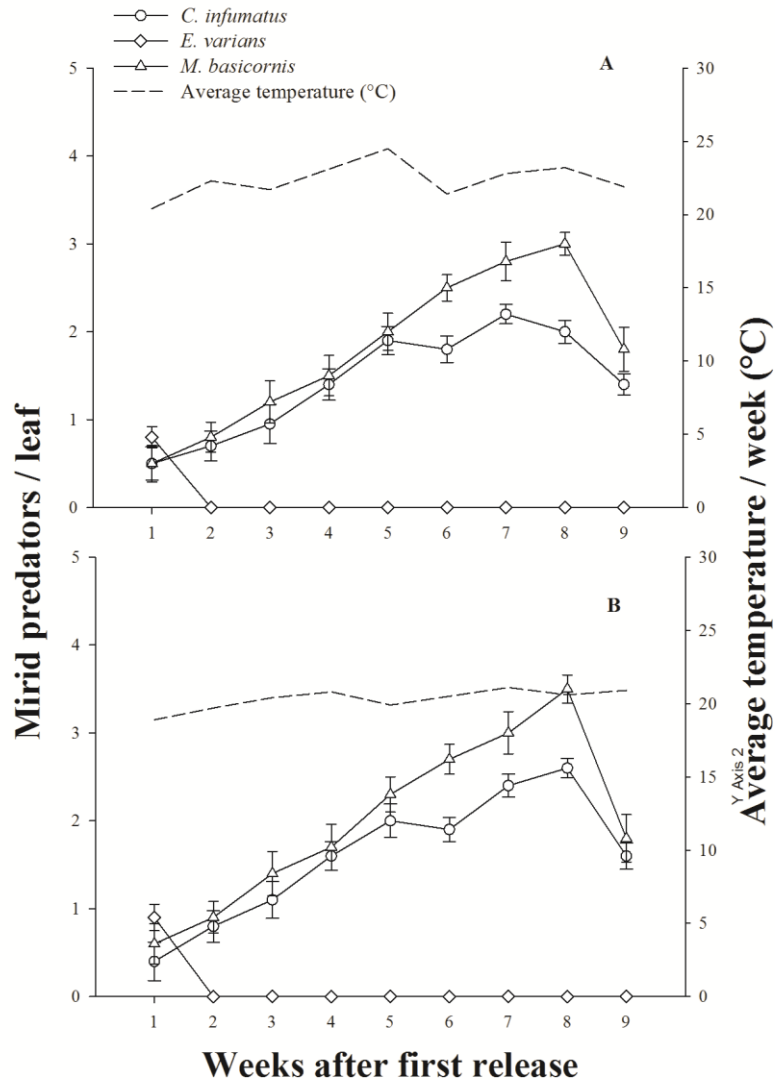 C. infumatus
E. varians
M. basicornis
Average temperature (°C)
A
5
4
3
2
1
0
30
25
20
15
10
5
0
1 2 3 4 5 6 7 8 9
B
5
4
3
2
1
0
30
25
20
15
10
5
0
1 2 3 4 5 6 7 8 9
Mirid predators / leaf
Y Axis 2
Average temperature / week (°C)
Weeks after first release